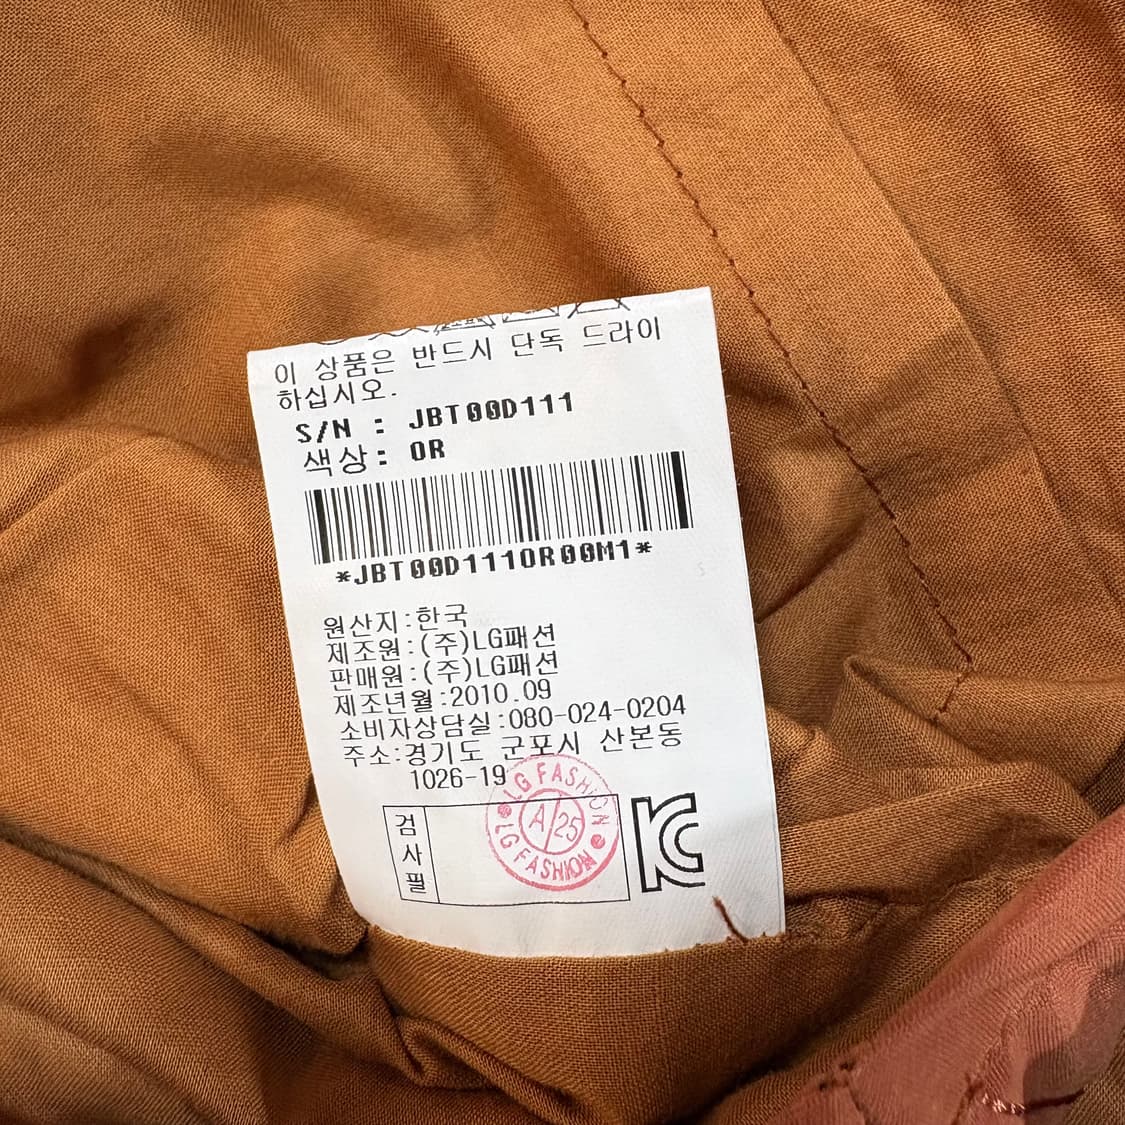 이 상품은 반드시 단독 드라이
하십시오.
S/N : JBT00D111
색상: OR
*JBT00D111OR00M1*
원산지:한국
제조원:(주)LG패션
판매원:(주)LG패션
제조년월:2010.09
소비자상담실:080-024-0204
주소:경기도 군포시 산본동
1026-19
LG FASHION
A/25
LG FASHION
검
사
필
KC